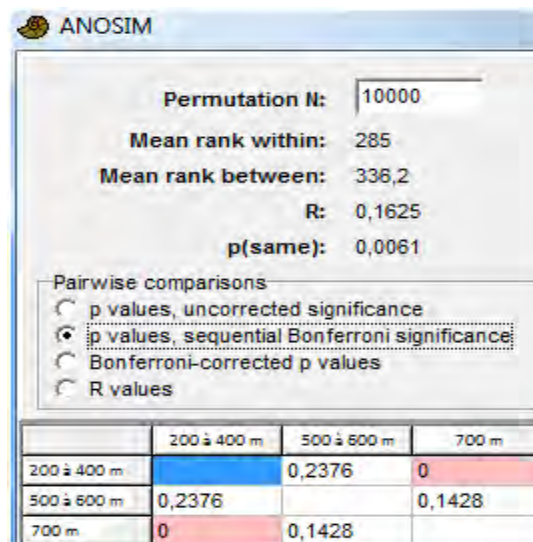 ANOSIM
Permutation N: 10000
Mean rank within: 285
Mean rank between: 336,2
R: 0,1625
p(same): 0,0061
Pairwise comparisons
p values, uncorrected significance
p values, sequential Bonferroni significance
Bonferroni-corrected p values
R values
200 à 400 m 500 à 600 m 700 m
200 à 400 m 0,2376 0
500 à 600 m 0,2376 0,1428
700 m 0 0,1428